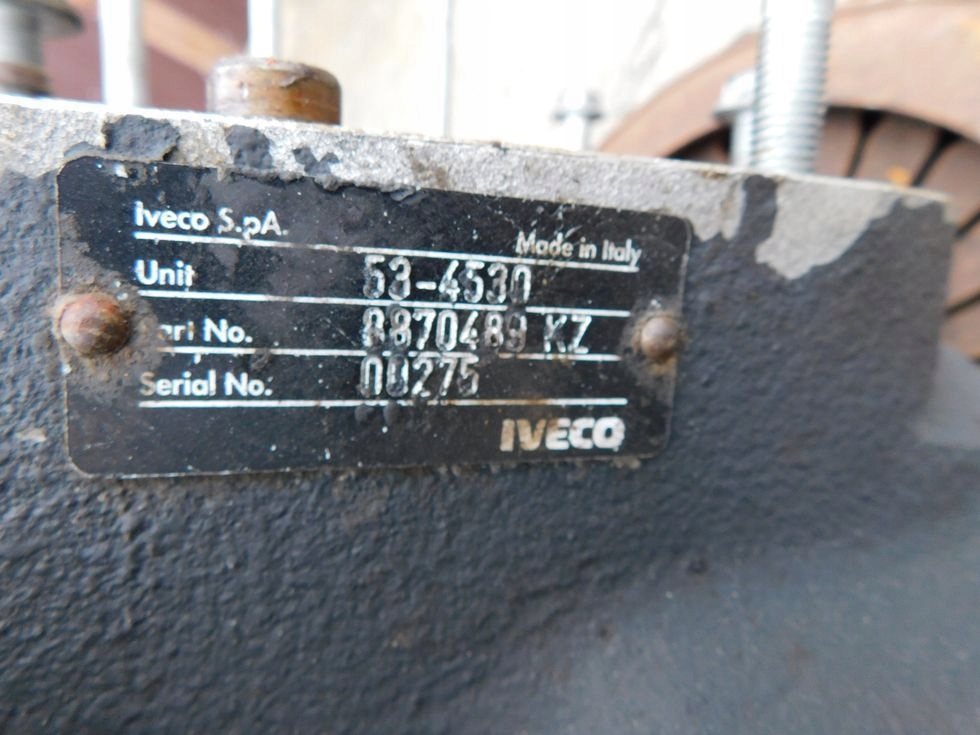 Iveco S.pA.
Made in Italy
Unit 53-4530
Part No. 8870489 KZ
Serial No. 00275
IVECO